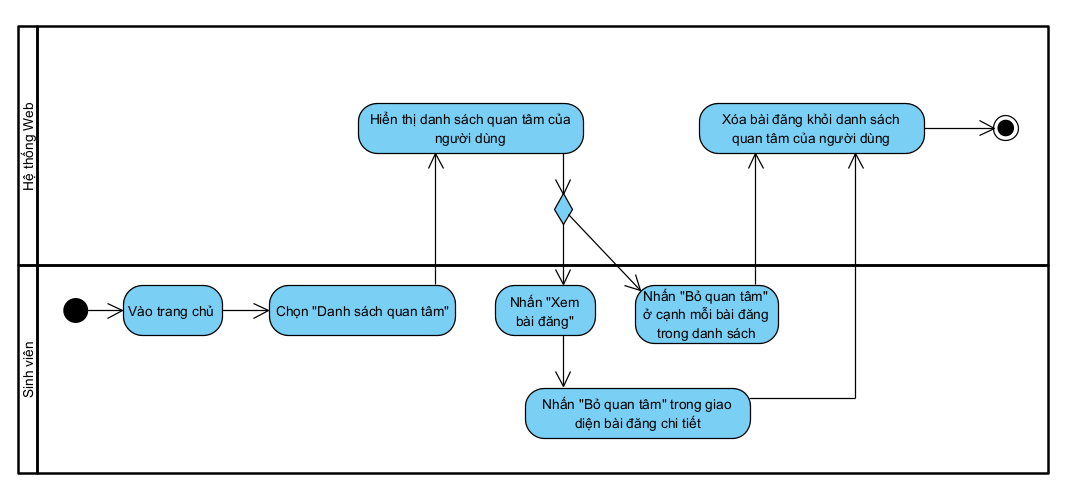 Hệ thống Web
Hiển thị danh sách quan tâm của
người dùng
Xóa bài đăng khỏi danh sách
quan tâm của người dùng
Sinh viên
Vào trang chủ
Chọn "Danh sách quan tâm"
Nhấn "Xem
bài đăng"
Nhấn "Bỏ quan tâm"
ở cạnh mỗi bài đăng
trong danh sách
Nhấn "Bỏ quan tâm" trong giao
diện bài đăng chi tiết